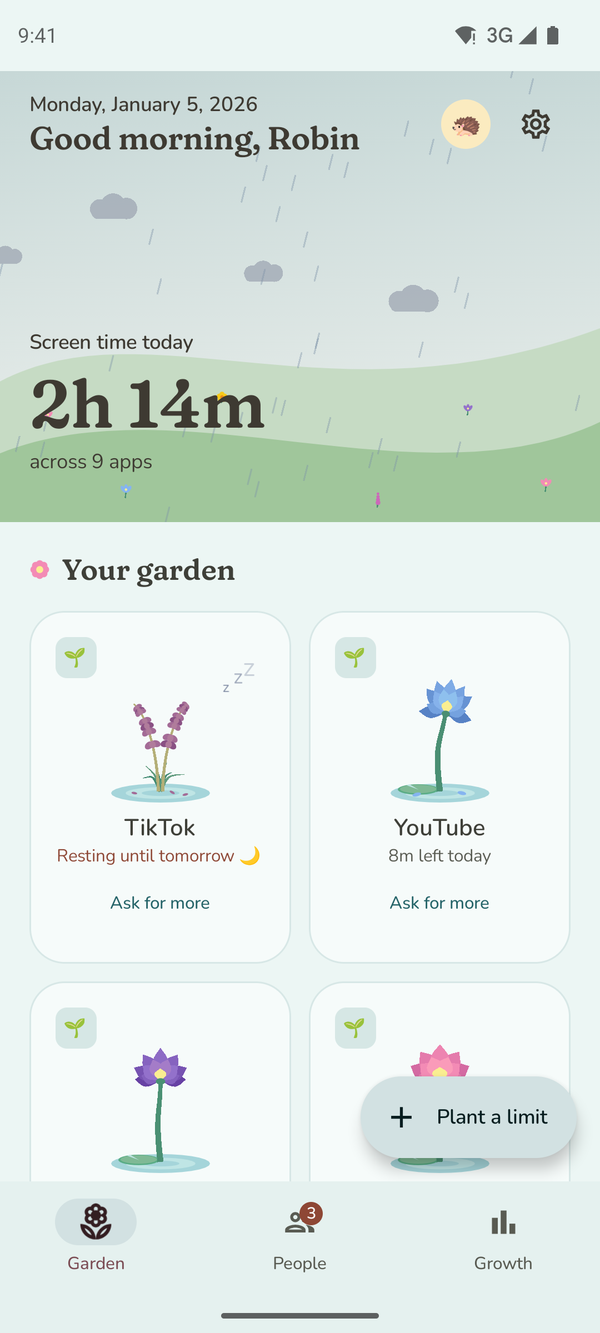 9:41
3G
Monday, January 5, 2026
Good morning, Robin
Screen time today
2h 14m
across 9 apps
Your garden
z z Z
TikTok
Resting until tomorrow 🌙
Ask for more
YouTube
8m left today
Ask for more
Plant a limit
3
Garden
People
Growth